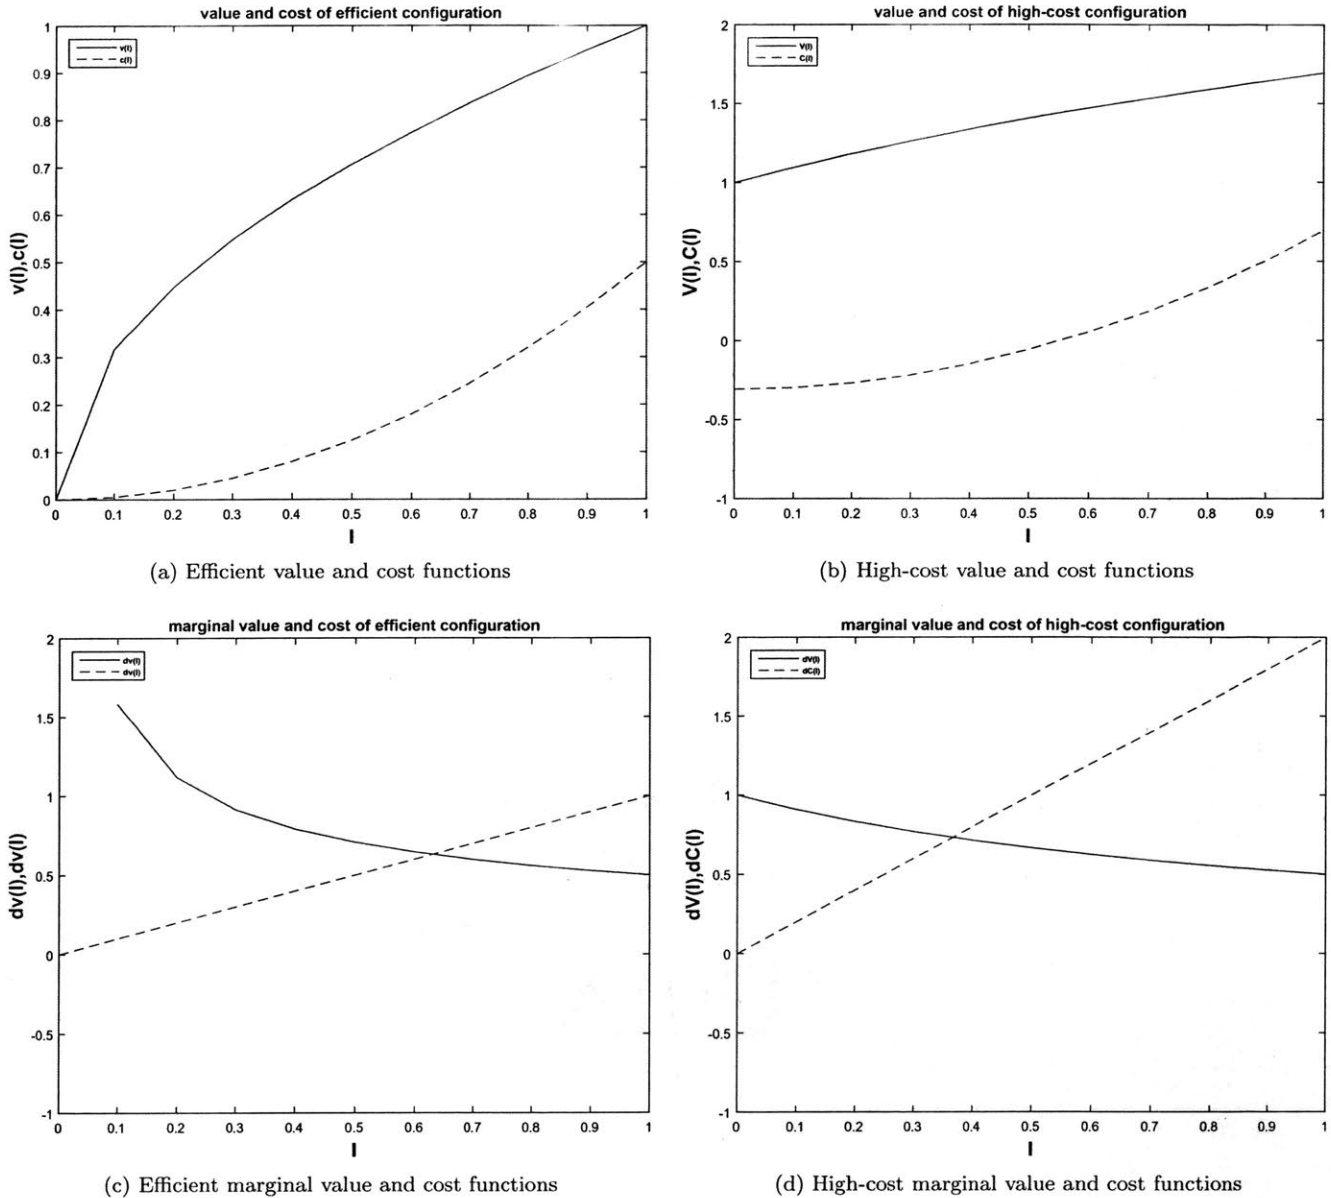 value and cost of efficient configuration
v(I)
c(I)
1
0.9
0.8
0.7
0.6
0.5
0.4
0.3
0.2
0.1
0
v(I),c(I)
0 0.1 0.2 0.3 0.4 0.5 0.6 0.7 0.8 0.9 1
I
(a) Efficient value and cost functions
value and cost of high-cost configuration
V(I)
C(I)
2
1.5
1
0.5
0
-0.5
-1
V(I),C(I)
0 0.1 0.2 0.3 0.4 0.5 0.6 0.7 0.8 0.9 1
I
(b) High-cost value and cost functions
marginal value and cost of efficient configuration
dv(I)
dv(I)
2
1.5
1
0.5
0
-0.5
-1
dv(I),dv(I)
0 0.1 0.2 0.3 0.4 0.5 0.6 0.7 0.8 0.9 1
I
(c) Efficient marginal value and cost functions
marginal value and cost of high-cost configuration
dV(I)
dC(I)
2
1.5
1
0.5
0
-0.5
-1
dV(I),dC(I)
0 0.1 0.2 0.3 0.4 0.5 0.6 0.7 0.8 0.9 1
I
(d) High-cost marginal value and cost functions